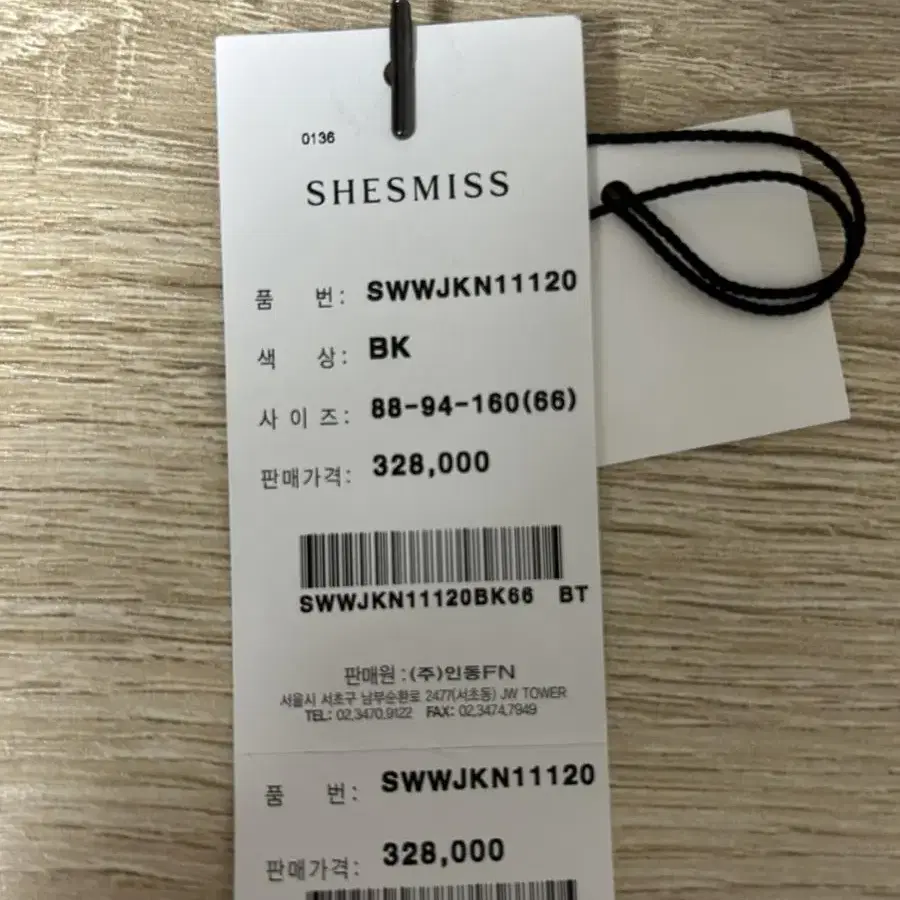 0136
SHESMISS
품 번: SWWJKN11120
색 상: BK
사 이 즈: 88-94-160(66)
판매가격: 328,000
SWWJKN11120BK66 BT
판매원 : (주)인동FN
서울시 서초구 남부순환로 2477(서초동) JW TOWER
TEL: 02.3470.9122 FAX: 02.3474.7949
품 번: SWWJKN11120
판매가격: 328,000